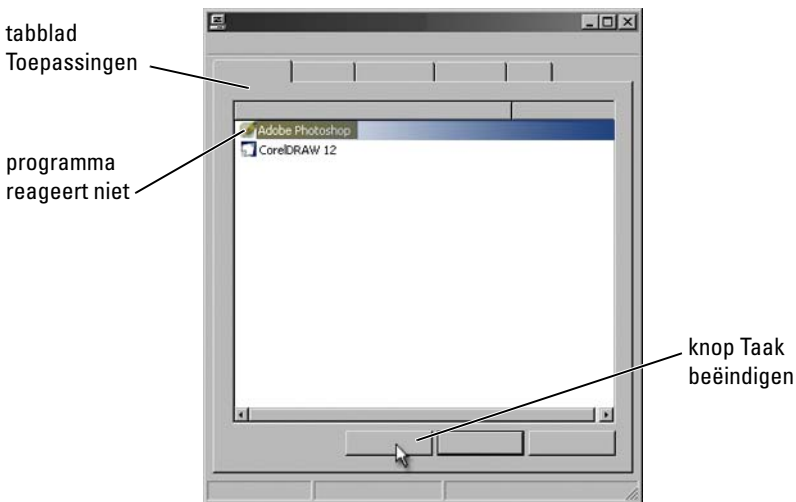 tabblad
Toepassingen
Adobe Photoshop
CorelDRAW 12
programma
reageert niet
knop Taak
beëindigen